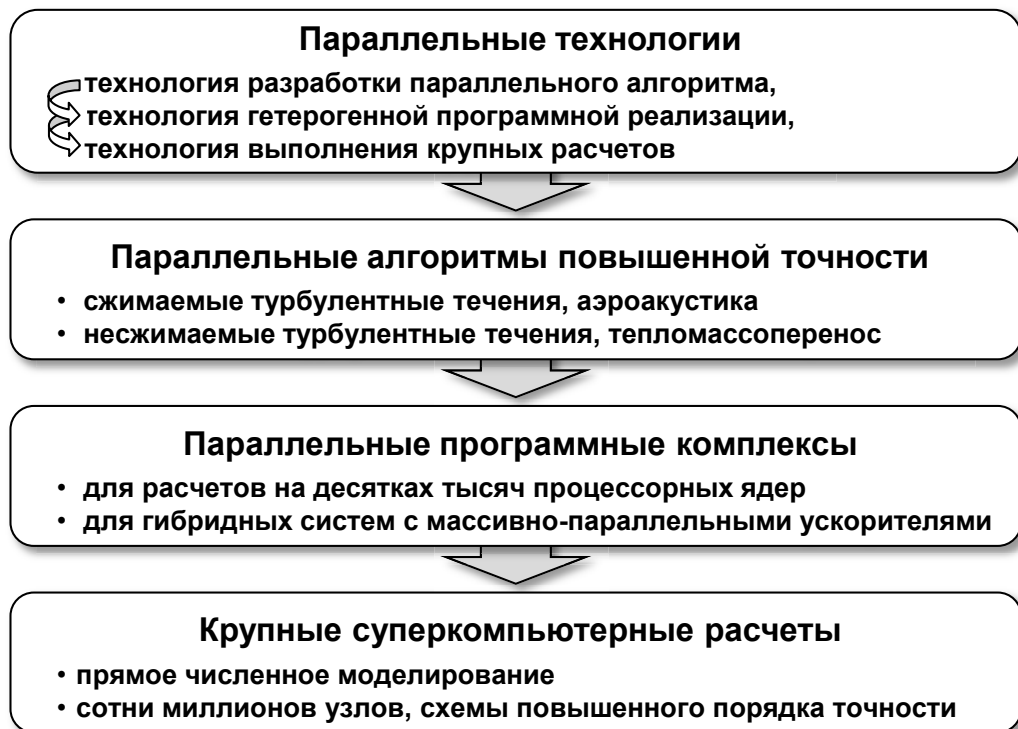 Параллельные технологии
технология разработки параллельного алгоритма,
технология гетерогенной программной реализации,
технология выполнения крупных расчетов
Параллельные алгоритмы повышенной точности
• сжимаемые турбулентные течения, аэроакустика
• несжимаемые турбулентные течения, тепломассоперенос
Параллельные программные комплексы
• для расчетов на десятках тысяч процессорных ядер
• для гибридных систем с массивно-параллельными ускорителями
Крупные суперкомпьютерные расчеты
• прямое численное моделирование
• сотни миллионов узлов, схемы повышенного порядка точности